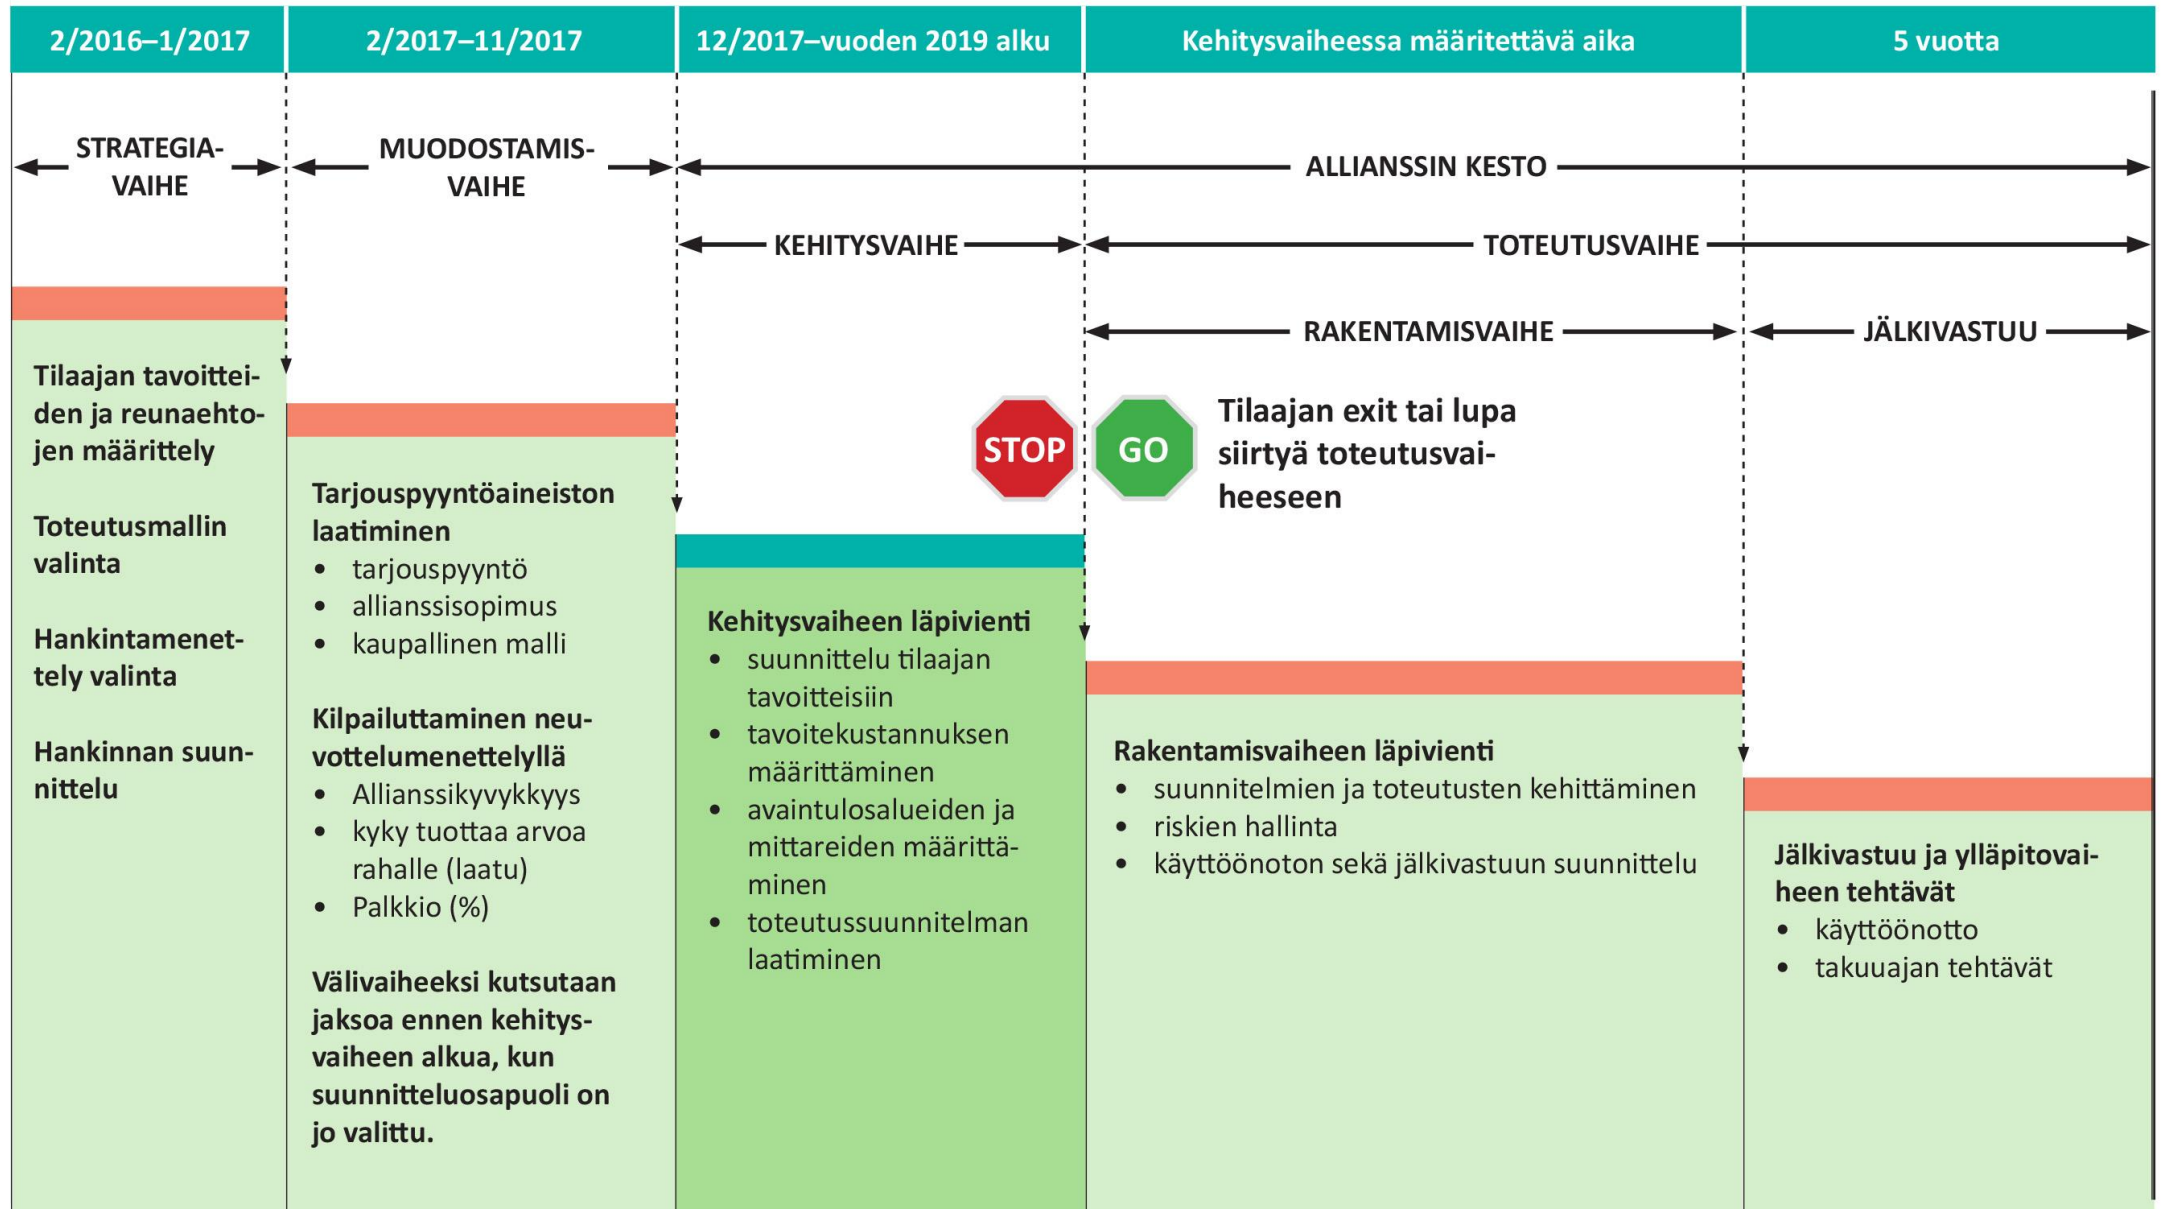 2/2016–1/2017
2/2017–11/2017
12/2017–vuoden 2019 alku
Kehitysvaiheessa määritettävä aika
5 vuotta
STRATEGIA-
VAIHE
MUODOSTAMIS-
VAIHE
ALLIANSSIN KESTO
KEHITYSVAIHE
TOTEUTUSVAIHE
RAKENTAMISVAIHE
JÄLKIVASTUU
STOP
GO
Tilaajan exit tai lupa
siirtyä toteutusvai-
heeseen
Tilaajan tavoittei-
den ja reunaehto-
jen määrittely
Toteutusmallin
valinta
Hankintamenet-
tely valinta
Hankinnan suun-
nittelu
Tarjouspyyntöaineiston
laatiminen
• tarjouspyyntö
• allianssisopimus
• kaupallinen malli
Kilpailuttaminen neu-
vottelumenettelyllä
• Allianssikyvykkyys
• kyky tuottaa arvoa
rahalle (laatu)
• Palkkio (%)
Välivaiheeksi kutsutaan
jaksoa ennen kehitys-
vaiheen alkua, kun
suunnitteluosapuoli on
jo valittu.
Kehitysvaiheen läpivienti
• suunnittelu tilaajan
tavoitteisiin
• tavoitekustannuksen
määrittäminen
• avaintulosalueiden ja
mittareiden määrittä-
minen
• toteutussuunnitelman
laatiminen
Rakentamisvaiheen läpivienti
• suunnitelmien ja toteutusten kehittäminen
• riskien hallinta
• käyttöönoton sekä jälkivastuun suunnittelu
Jälkivastuu ja ylläpitovai-
heen tehtävät
• käyttöönotto
• takuuajan tehtävät